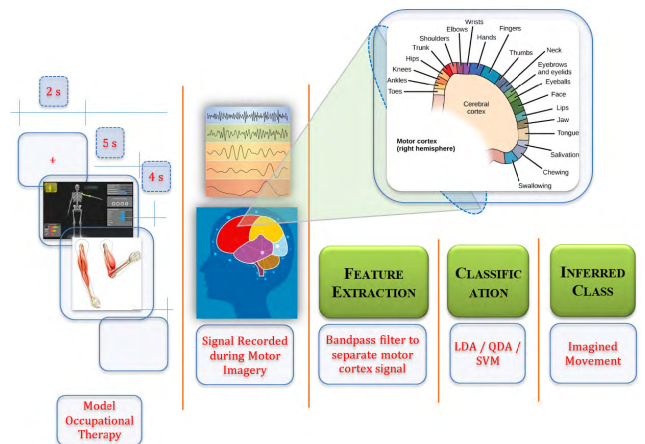 2 s
5 s
4 s
+
Model
Occupational
Therapy
Signal Recorded
during Motor
Imagery
Wrists
Elbows
Hands
Fingers
Shoulders
Trunk
Hips
Knees
Ankles
Toes
Thumbs
Neck
Eyebrows
and eyelids
Eyeballs
Face
Lips
Jaw
Tongue
Salivation
Chewing
Swallowing
Cerebral
cortex
Motor cortex
(right hemisphere)
FEATURE
EXTRACTION
Bandpass filter to
separate motor
cortex signal
CLASSIFIC
ATION
LDA / QDA /
SVM
INFERRED
CLASS
Imagined
Movement